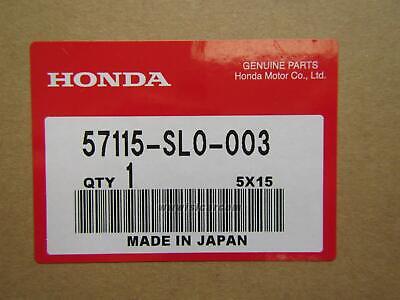 GENUINE PARTS
HONDA
Honda Motor Co., Ltd.
57115-SL0-003
QTY 1
5X15
MADE IN JAPAN